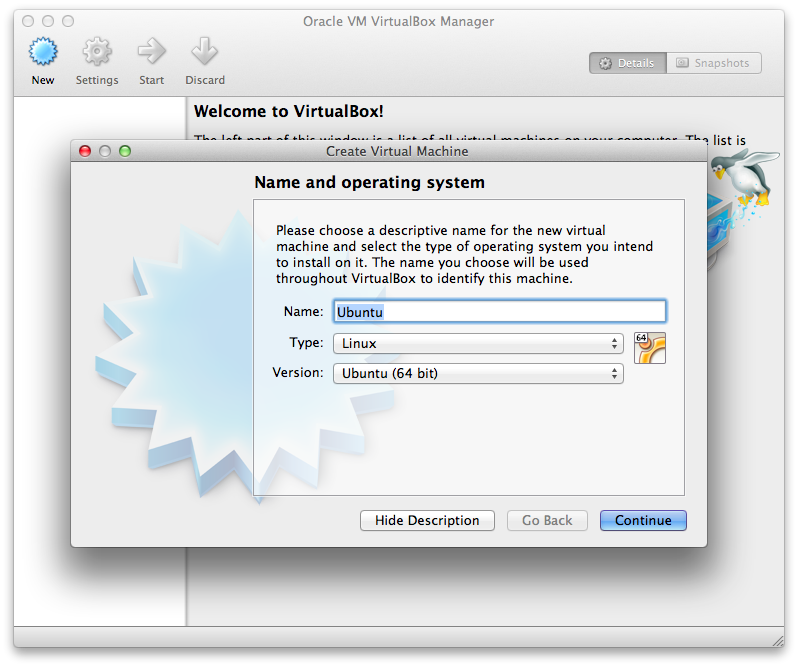 Oracle VM VirtualBox Manager
New Settings Start Discard Details Snapshots
Welcome to VirtualBox!
The left part of this window is a list of all virtual machines on your computer. The list is
Create Virtual Machine
Name and operating system
Please choose a descriptive name for the new virtual
machine and select the type of operating system you intend
to install on it. The name you choose will be used
throughout VirtualBox to identify this machine.
Name: Ubuntu
Type: Linux 64
Version: Ubuntu (64 bit)
Hide Description Go Back Continue